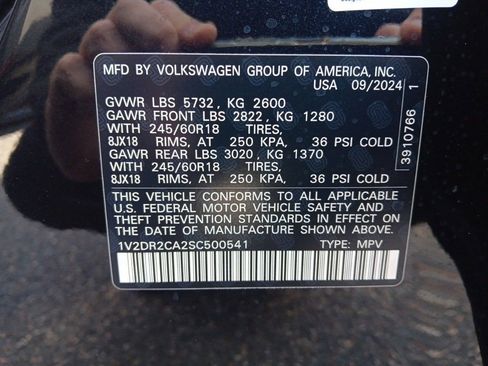 MFD BY VOLKSWAGEN GROUP OF AMERICA, INC.
USA 09/2024
GVWR LBS 5732 , KG 2600
GAWR FRONT LBS 2822 , KG 1280
WITH 245/60R18 TIRES,
8JX18 RIMS, AT 250 KPA, 36 PSI COLD
GAWR REAR LBS 3020 , KG 1370
WITH 245/60R18 TIRES,
8JX18 RIMS, AT 250 KPA, 36 PSI COLD
THIS VEHICLE CONFORMS TO ALL APPLICABLE
U.S. FEDERAL MOTOR VEHICLE SAFETY AND
THEFT PREVENTION STANDARDS IN EFFECT ON
THE DATE OF MANUFACTURE SHOWN ABOVE.
1V2DR2CA2SC500541 TYPE: MPV
3910766 1